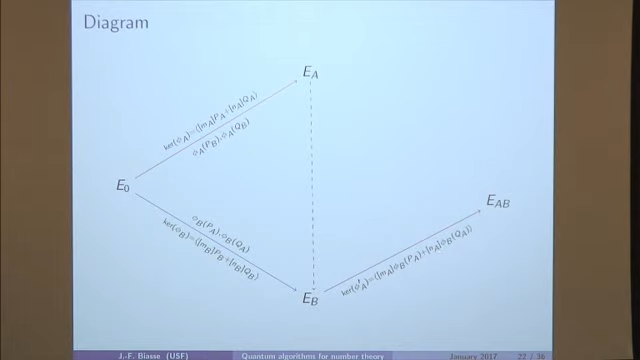 Diagram
E_A
ker(φ_A)=⟨[m_A]P_A+[n_A]Q_A⟩
φ_A(P_B),φ_A(Q_B)
E_0
E_AB
φ_B(P_A),φ_B(Q_A)
ker(φ_B)=⟨[m_B]P_B+[n_B]Q_B⟩
ker(φ'_A)=⟨[m_A]φ_B(P_A)+[n_A]φ_B(Q_A)⟩
E_B
J.-F. Biasse (USF) Quantum algorithms for number theory January 2017 22 / 36